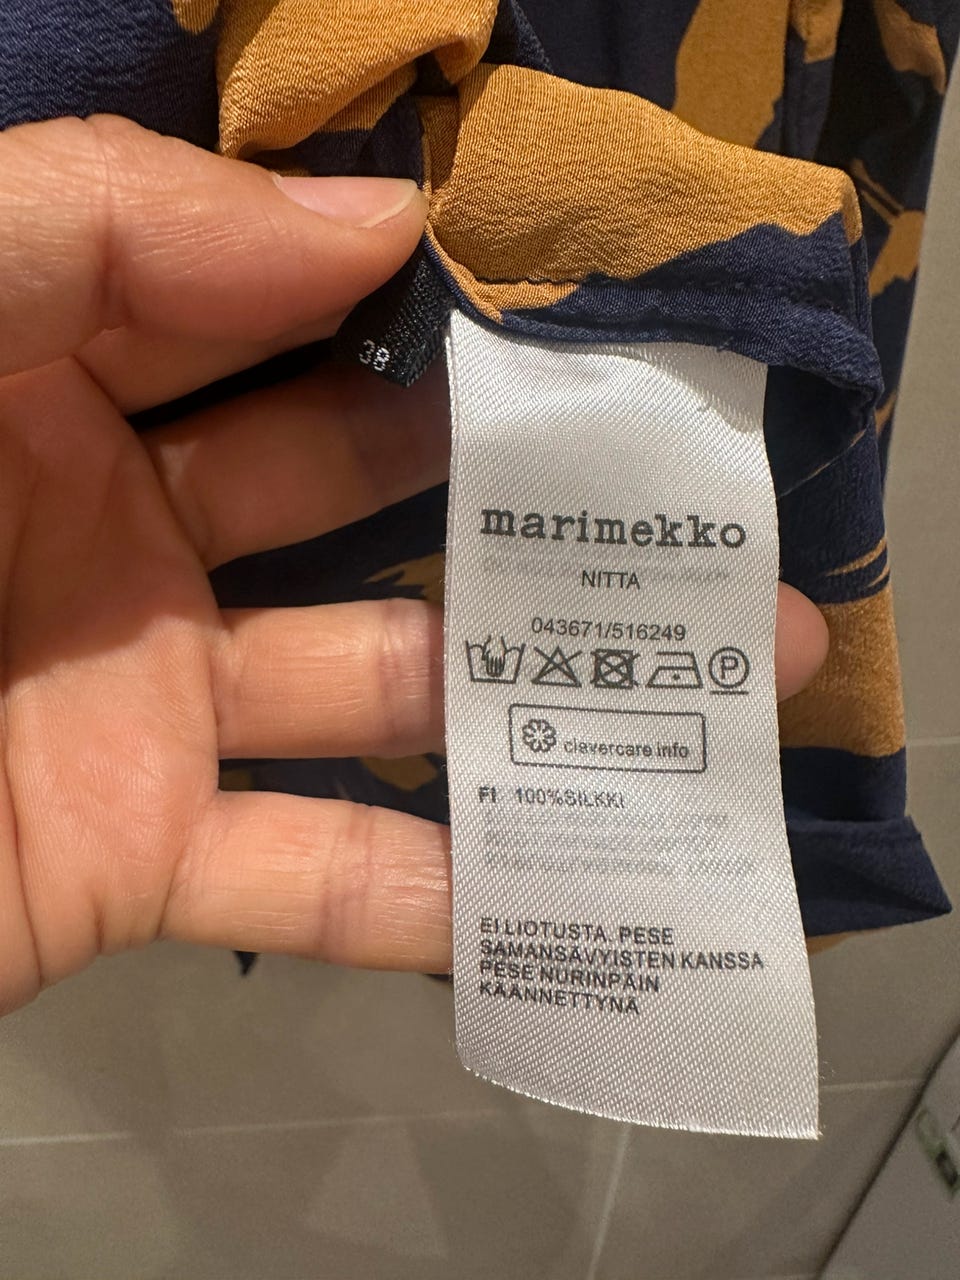 38
marimekko
NITTA
043671/516249
P
clevercare.info
FI 100%SILKKI
EI LIOTUSTA. PESE
SAMANSÄVYISTEN KANSSA
PESE NURINPÄIN
KÄÄNNETTYNÄ